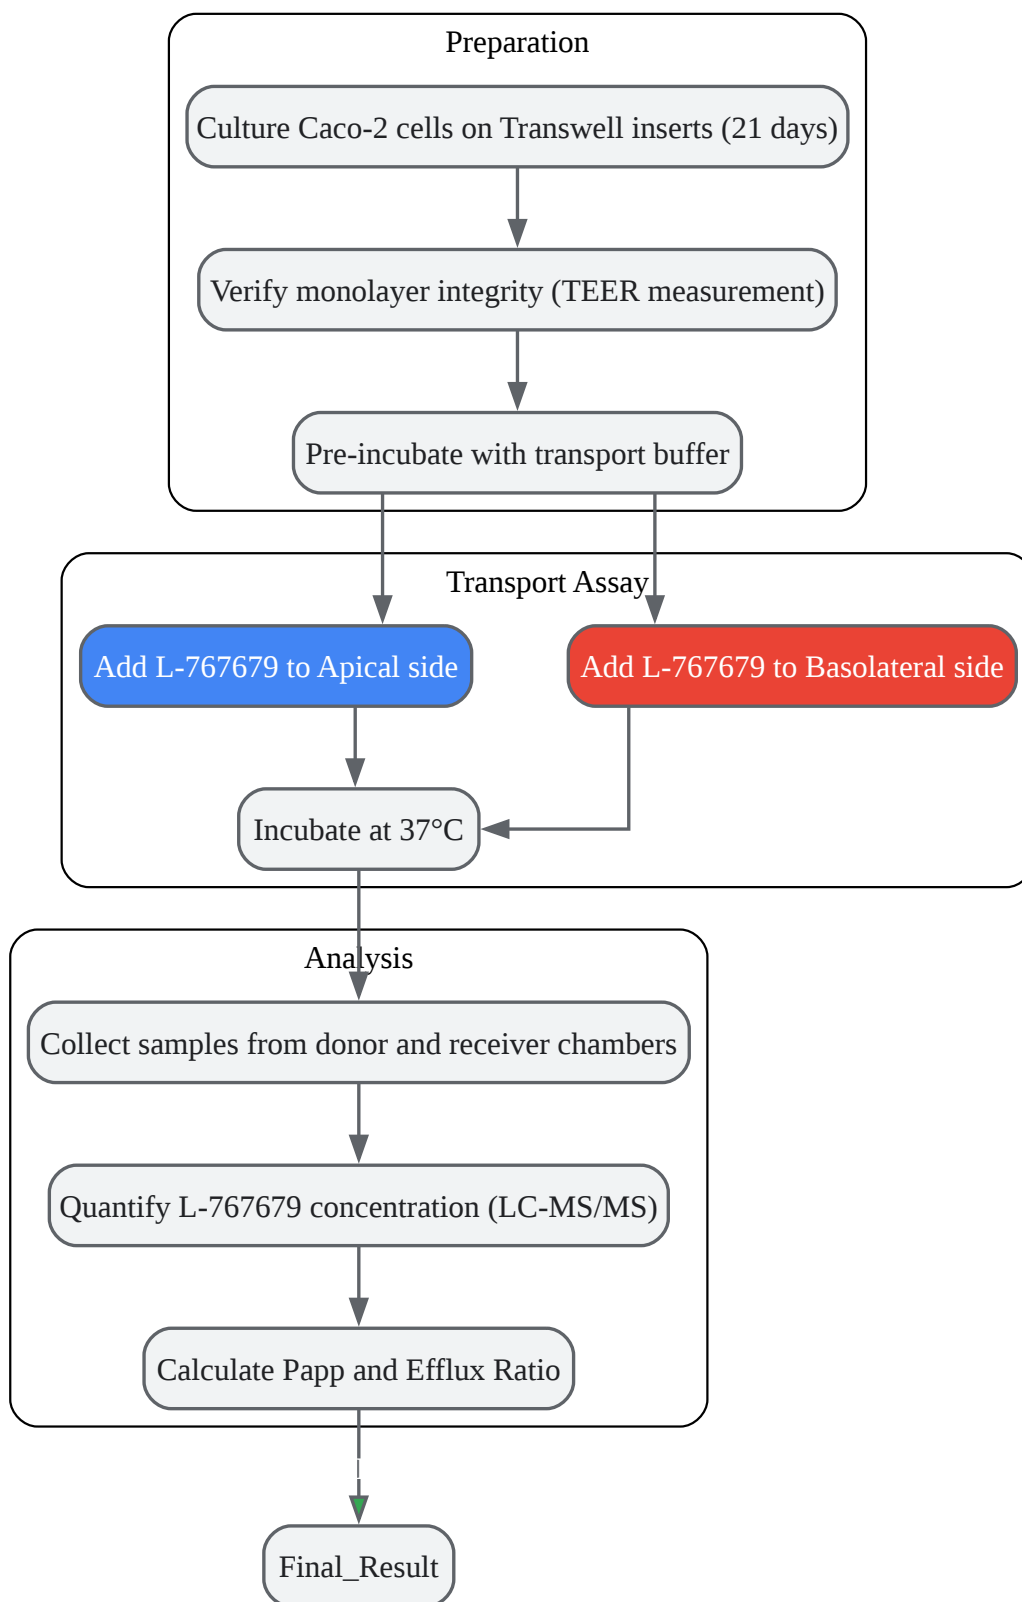 Preparation
Culture Caco-2 cells on Transwell inserts (21 days)
Verify monolayer integrity (TEER measurement)
Pre-incubate with transport buffer
Transport Assay
Add L-767679 to Apical side
Add L-767679 to Basolateral side
Incubate at 37°C
Analysis
Collect samples from donor and receiver chambers
Quantify L-767679 concentration (LC-MS/MS)
Calculate Papp and Efflux Ratio
Final_Result